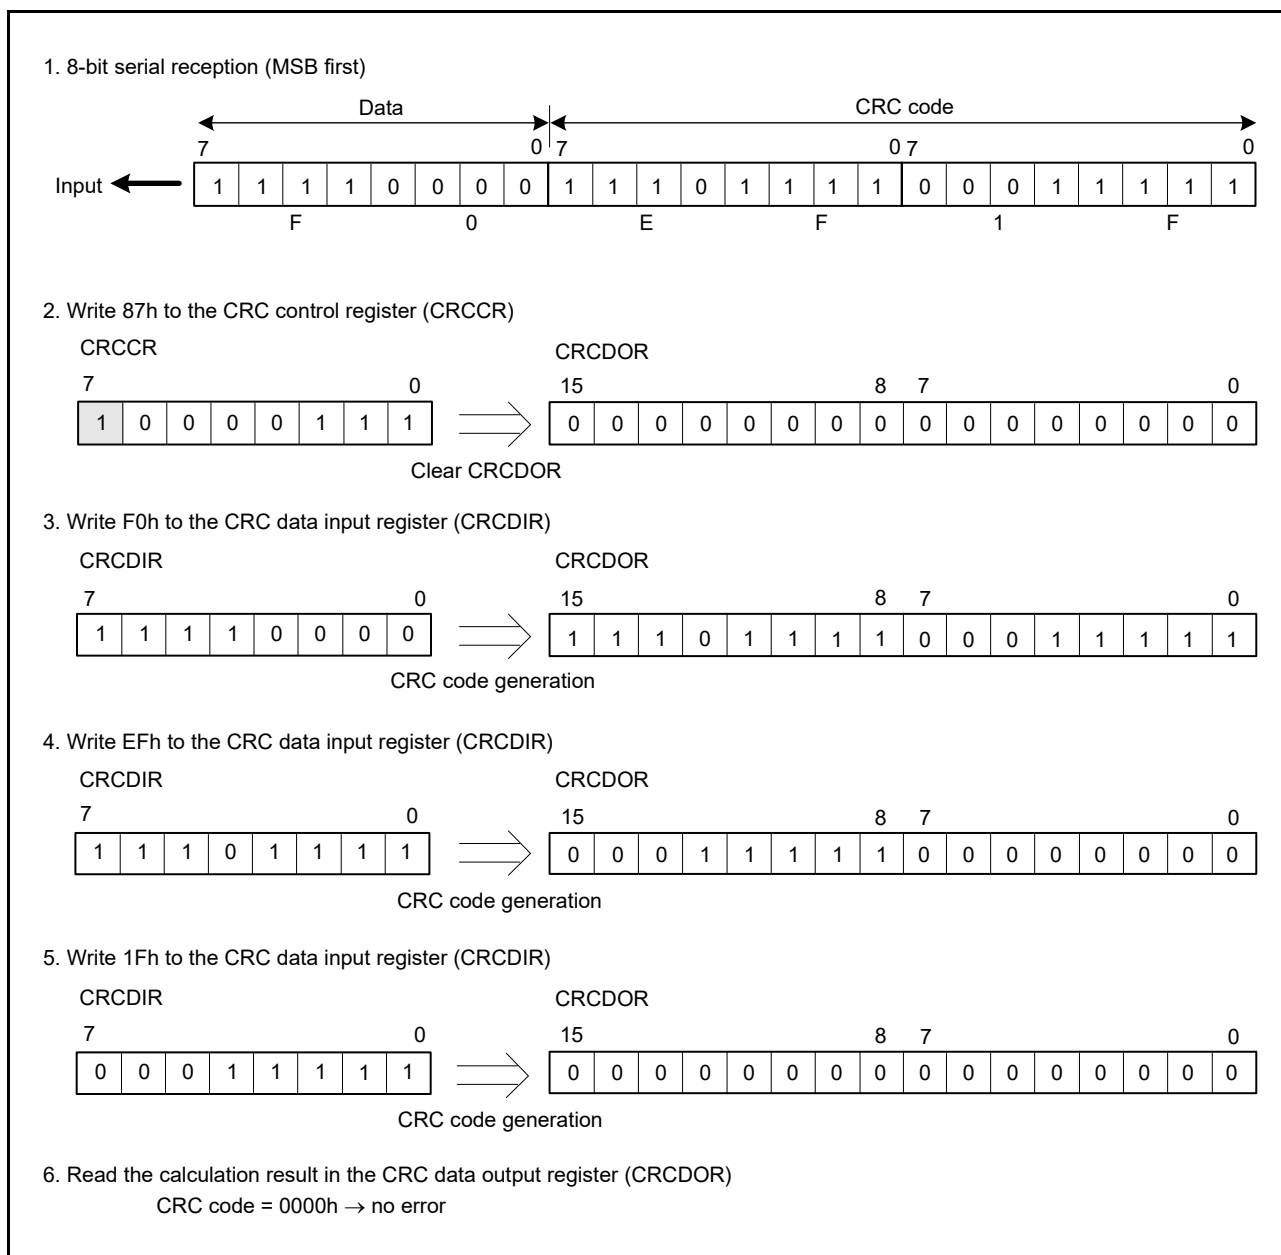 1. 8-bit serial reception (MSB first)
Data CRC code
7 0 7 0 7 0
Input 1 1 1 1 0 0 0 0 1 1 1 0 1 1 1 1 0 0 0 1 1 1 1 1
F 0 E F 1 F
2. Write 87h to the CRC control register (CRCCR)
CRCCR CRCDOR
7 0 15 8 7 0
1 0 0 0 0 1 1 1 0 0 0 0 0 0 0 0 0 0 0 0 0 0 0 0
Clear CRCDOR
3. Write F0h to the CRC data input register (CRCDIR)
CRCDIR CRCDOR
7 0 15 8 7 0
1 1 1 1 0 0 0 0 1 1 1 0 1 1 1 1 0 0 0 1 1 1 1 1
CRC code generation
4. Write EFh to the CRC data input register (CRCDIR)
CRCDIR CRCDOR
7 0 15 8 7 0
1 1 1 0 1 1 1 1 0 0 0 1 1 1 1 1 0 0 0 0 0 0 0 0
CRC code generation
5. Write 1Fh to the CRC data input register (CRCDIR)
CRCDIR CRCDOR
7 0 15 8 7 0
0 0 0 1 1 1 1 1 0 0 0 0 0 0 0 0 0 0 0 0 0 0 0 0
CRC code generation
6. Read the calculation result in the CRC data output register (CRCDOR)
CRC code = 0000h → no error